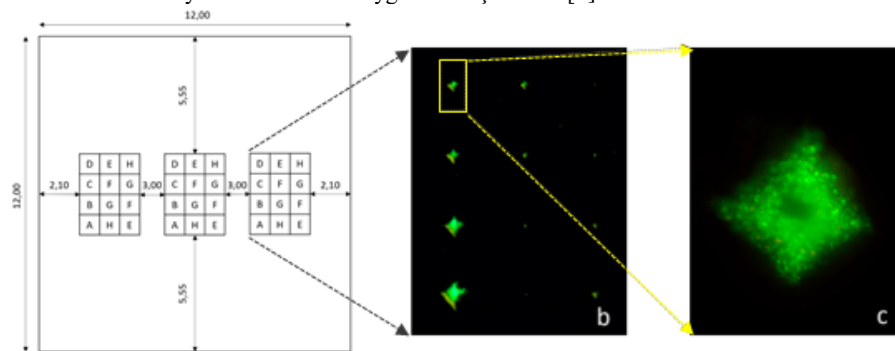 12,00
5,55
D E H D E H D E H
C F G C F G C F G
2,10 3,00 3,00 2,10
B G F B G F B G F
A H E A H E A H E
12,00
5,55
b
c